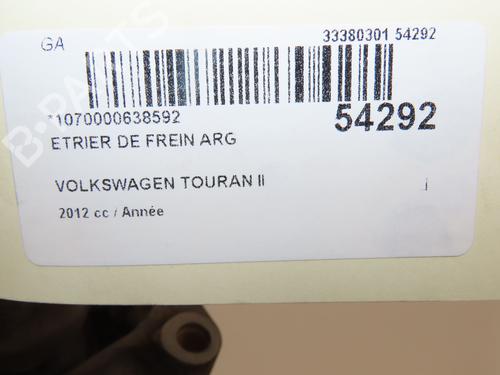 GA
33380301 54292
*1070000638592
54292
ETRIER DE FREIN ARG
VOLKSWAGEN TOURAN II
2012 cc / Année